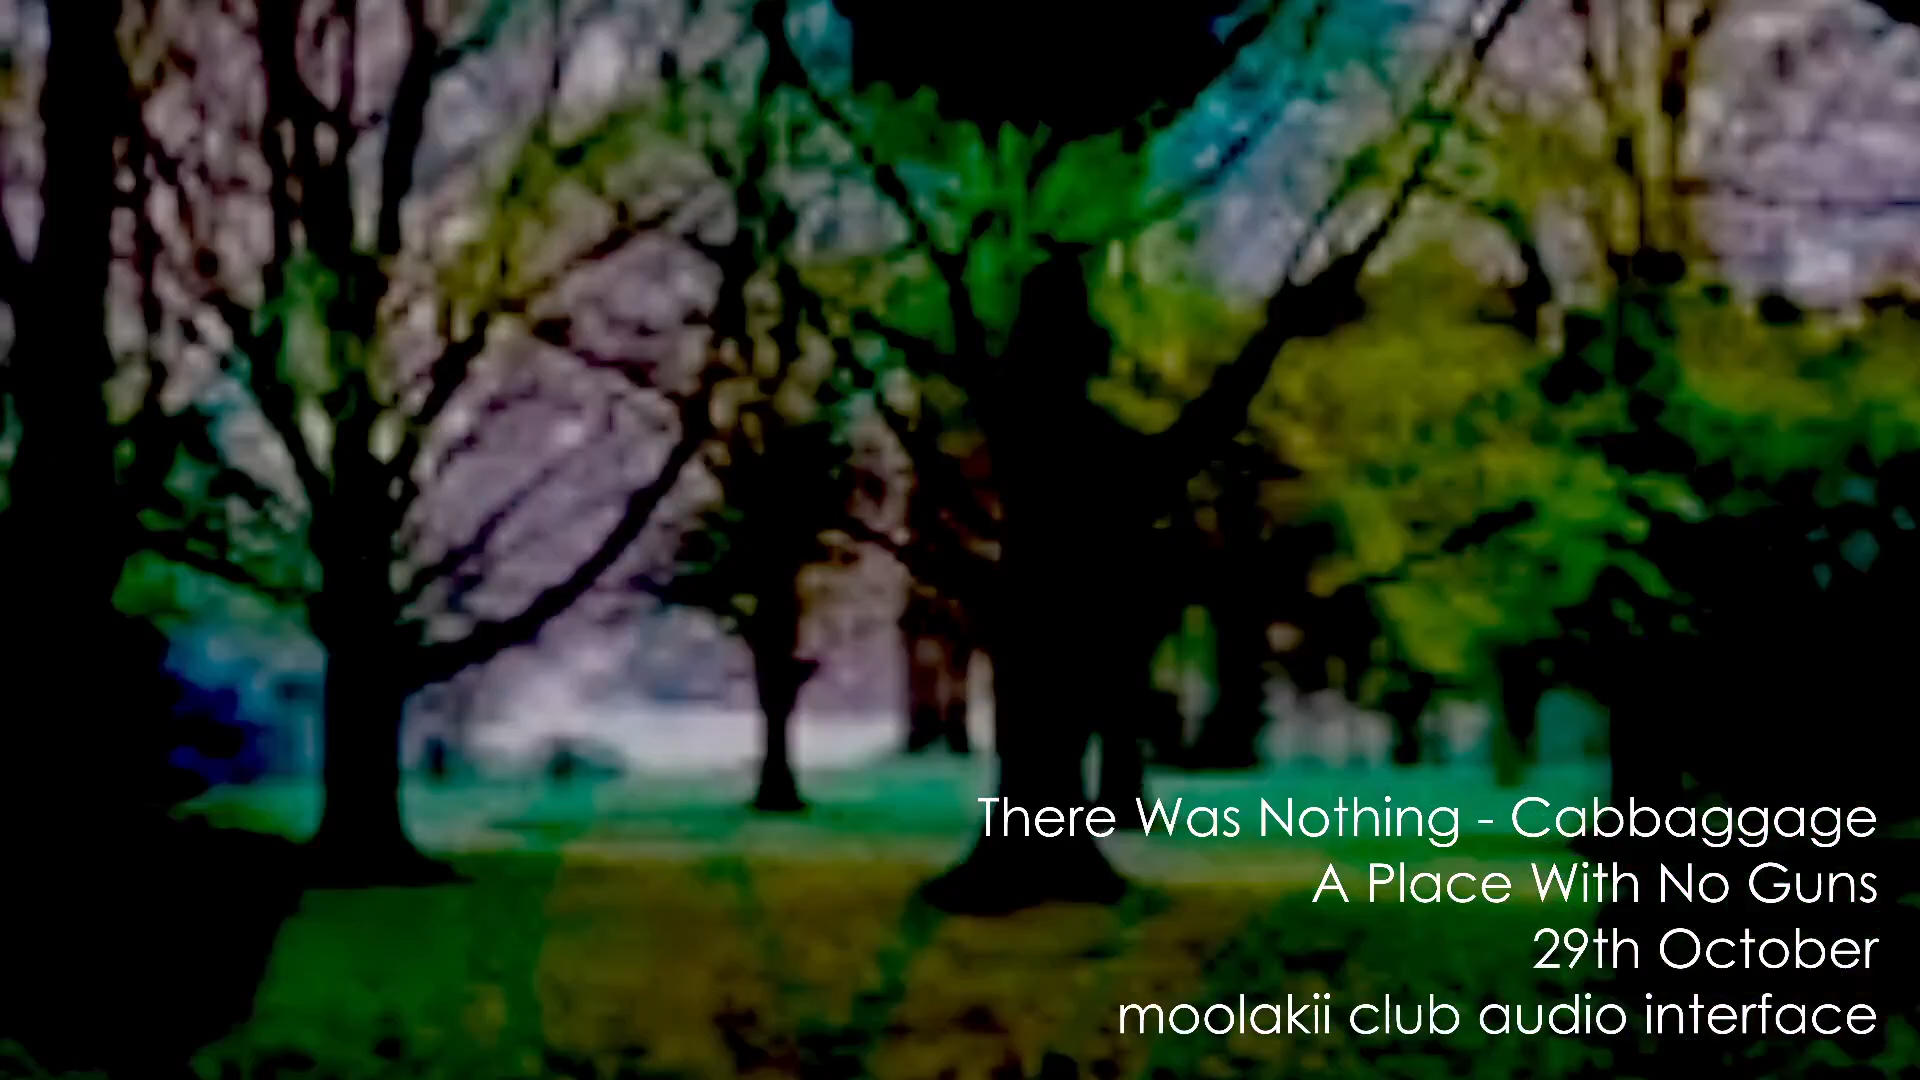 There Was Nothing - Cabbaggage
A Place With No Guns
29th October
moolakii club audio interface